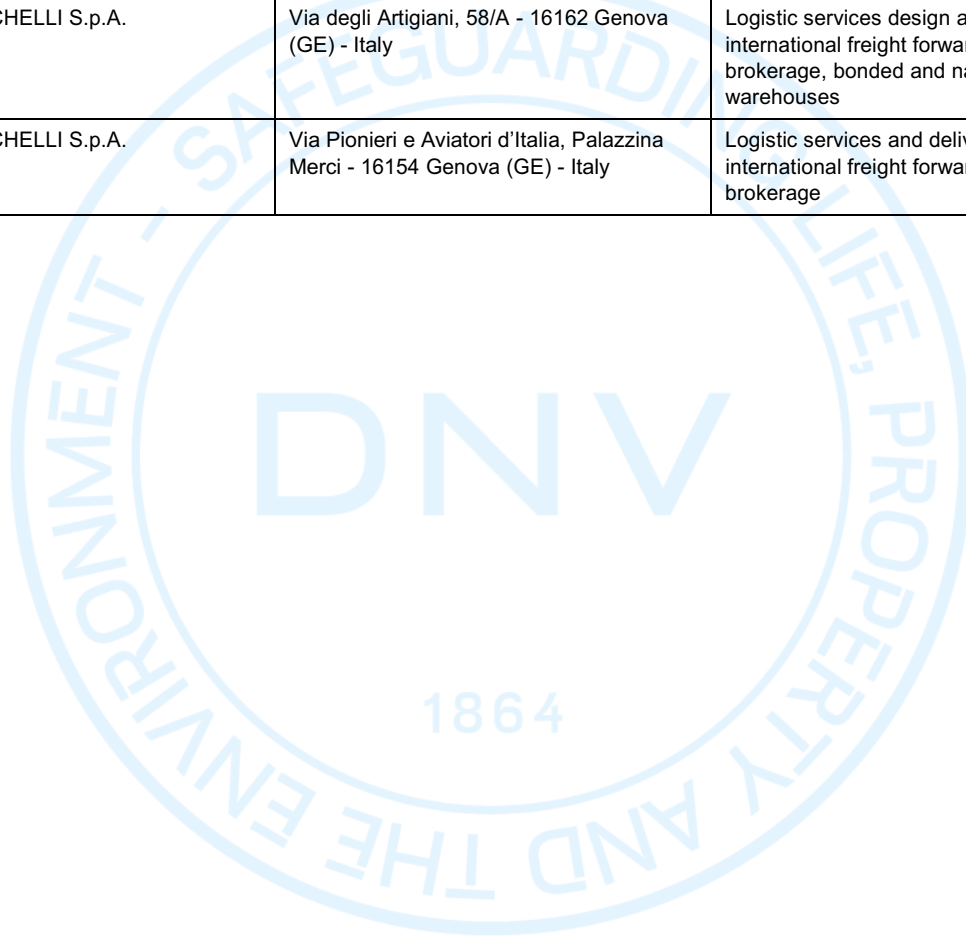 CHELLI S.p.A.
Via degli Artigiani, 58/A - 16162 Genova
(GE) - Italy
Logistic services design a
international freight forwa
brokerage, bonded and na
warehouses
CHELLI S.p.A.
Via Pionieri e Aviatori d'Italia, Palazzina
Merci - 16154 Genova (GE) - Italy
Logistic services and deliv
international freight forwar
brokerage
SAFEGUARDING LIFE, PROPERTY AND THE ENVIRONMENT -
DNV
1864